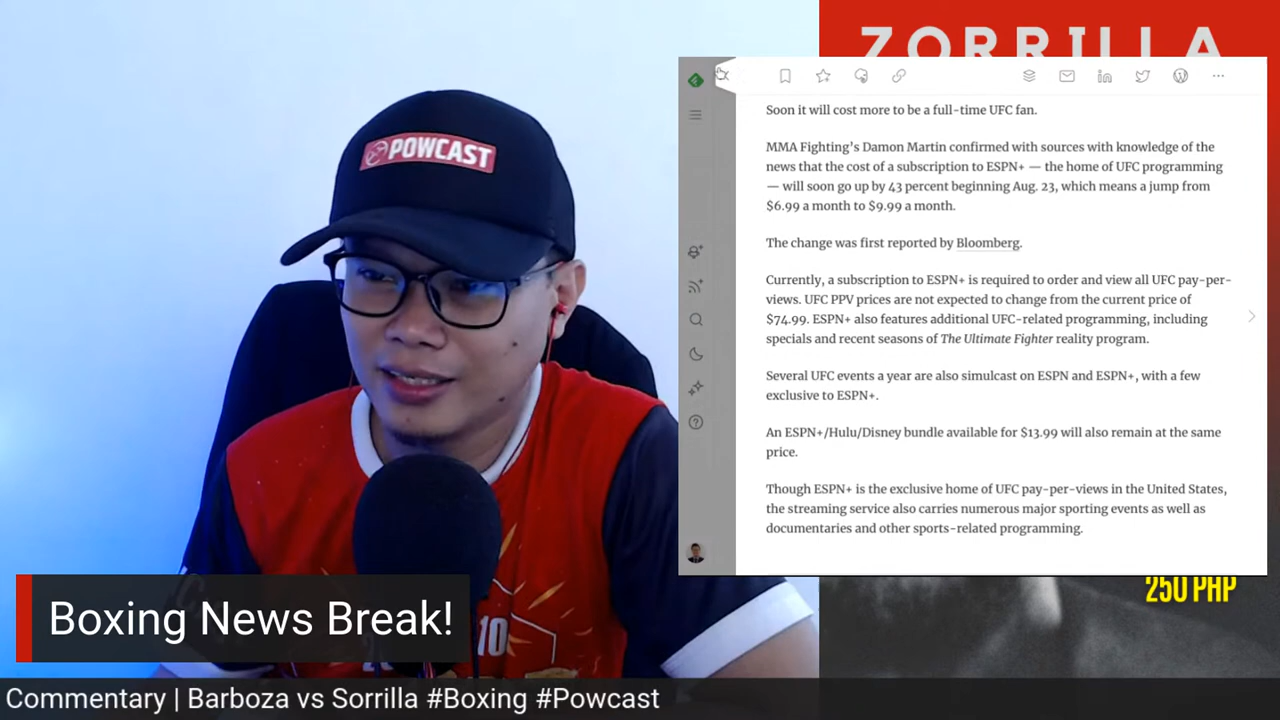 ZORRILLA
POWCAST
Soon it will cost more to be a full-time UFC fan.
MMA Fighting's Damon Martin confirmed with sources with knowledge of the
news that the cost of a subscription to ESPN+ — the home of UFC programming
— will soon go up by 43 percent beginning Aug. 23, which means a jump from
$6.99 a month to $9.99 a month.
The change was first reported by Bloomberg.
Currently, a subscription to ESPN+ is required to order and view all UFC pay-per-
views. UFC PPV prices are not expected to change from the current price of
$74.99. ESPN+ also features additional UFC-related programming, including
specials and recent seasons of The Ultimate Fighter reality program.
Several UFC events a year are also simulcast on ESPN and ESPN+, with a few
exclusive to ESPN+.
An ESPN+/Hulu/Disney bundle available for $13.99 will also remain at the same
price.
Though ESPN+ is the exclusive home of UFC pay-per-views in the United States,
the streaming service also carries numerous major sporting events as well as
documentaries and other sports-related programming.
250 PHP
10
Boxing News Break!
Commentary | Barboza vs Sorrilla #Boxing #Powcast